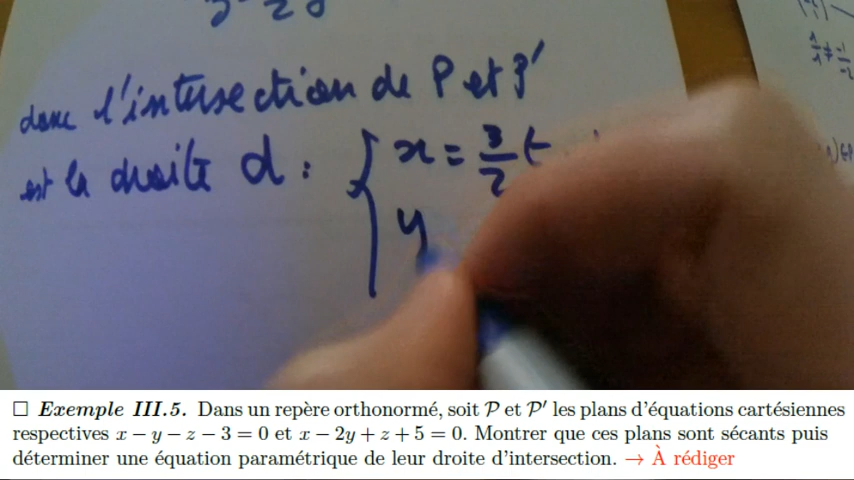 donc l'intersection de P et P'
est la droite d : { x = 3/2 t
y
□ Exemple III.5. Dans un repère orthonormé, soit 𝒫 et 𝒫′ les plans d'équations cartésiennes
respectives x − y − z − 3 = 0 et x − 2y + z + 5 = 0. Montrer que ces plans sont sécants puis
déterminer une équation paramétrique de leur droite d'intersection. → À rédiger